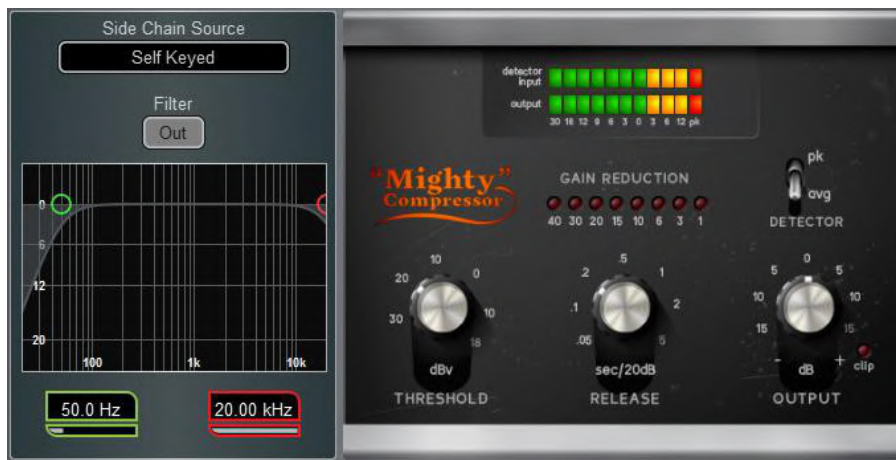 Side Chain Source
Self Keyed
Filter
Out
0
6
12
20
100 1k 10k
50.0 Hz 20.00 kHz
detector
input
output
30 16 12 9 6 3 0 3 6 12 pk
"Mighty"
Compressor
GAIN REDUCTION
40 30 20 15 10 6 3 1
pk
avg
DETECTOR
30 20 10 0 10 18
dBv
THRESHOLD
.05 .1 .2 .5 1 2 5
sec/20dB
RELEASE
15 10 5 0 5 10 15
- dB +
clip
OUTPUT